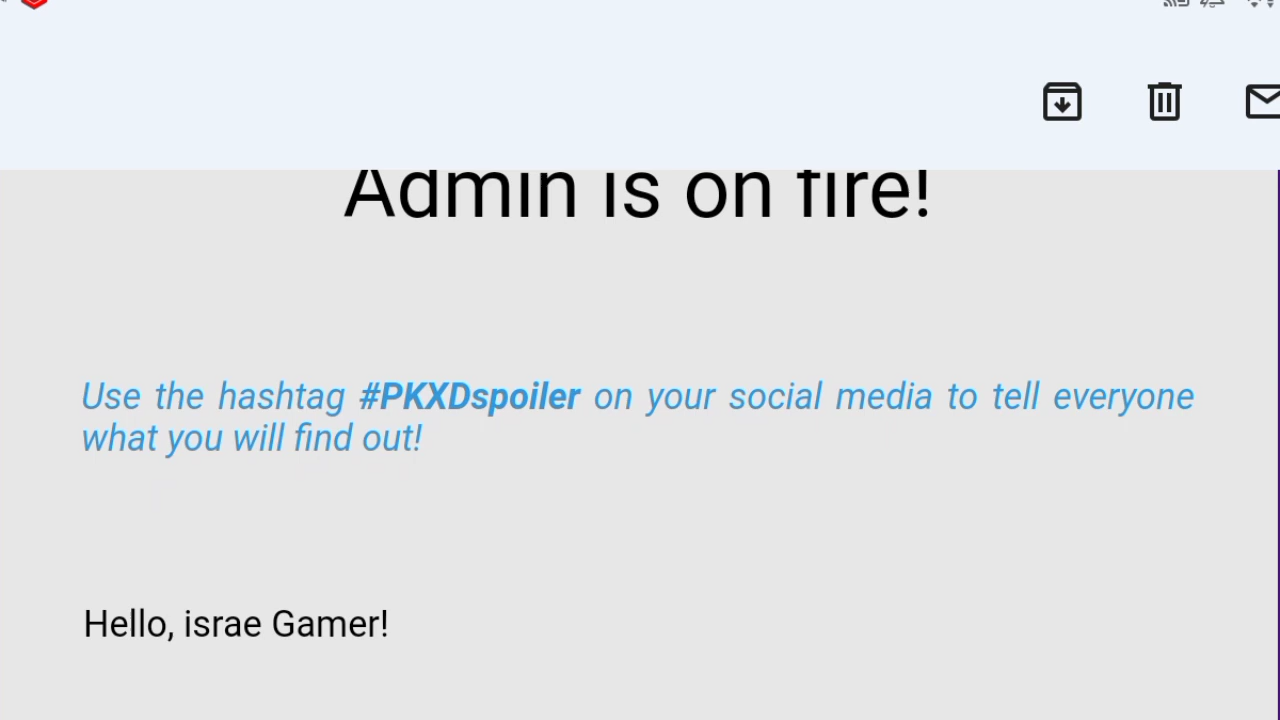 Admin is on fire!
Use the hashtag #PKXDspoiler on your social media to tell everyone
what you will find out!
Hello, israe Gamer!